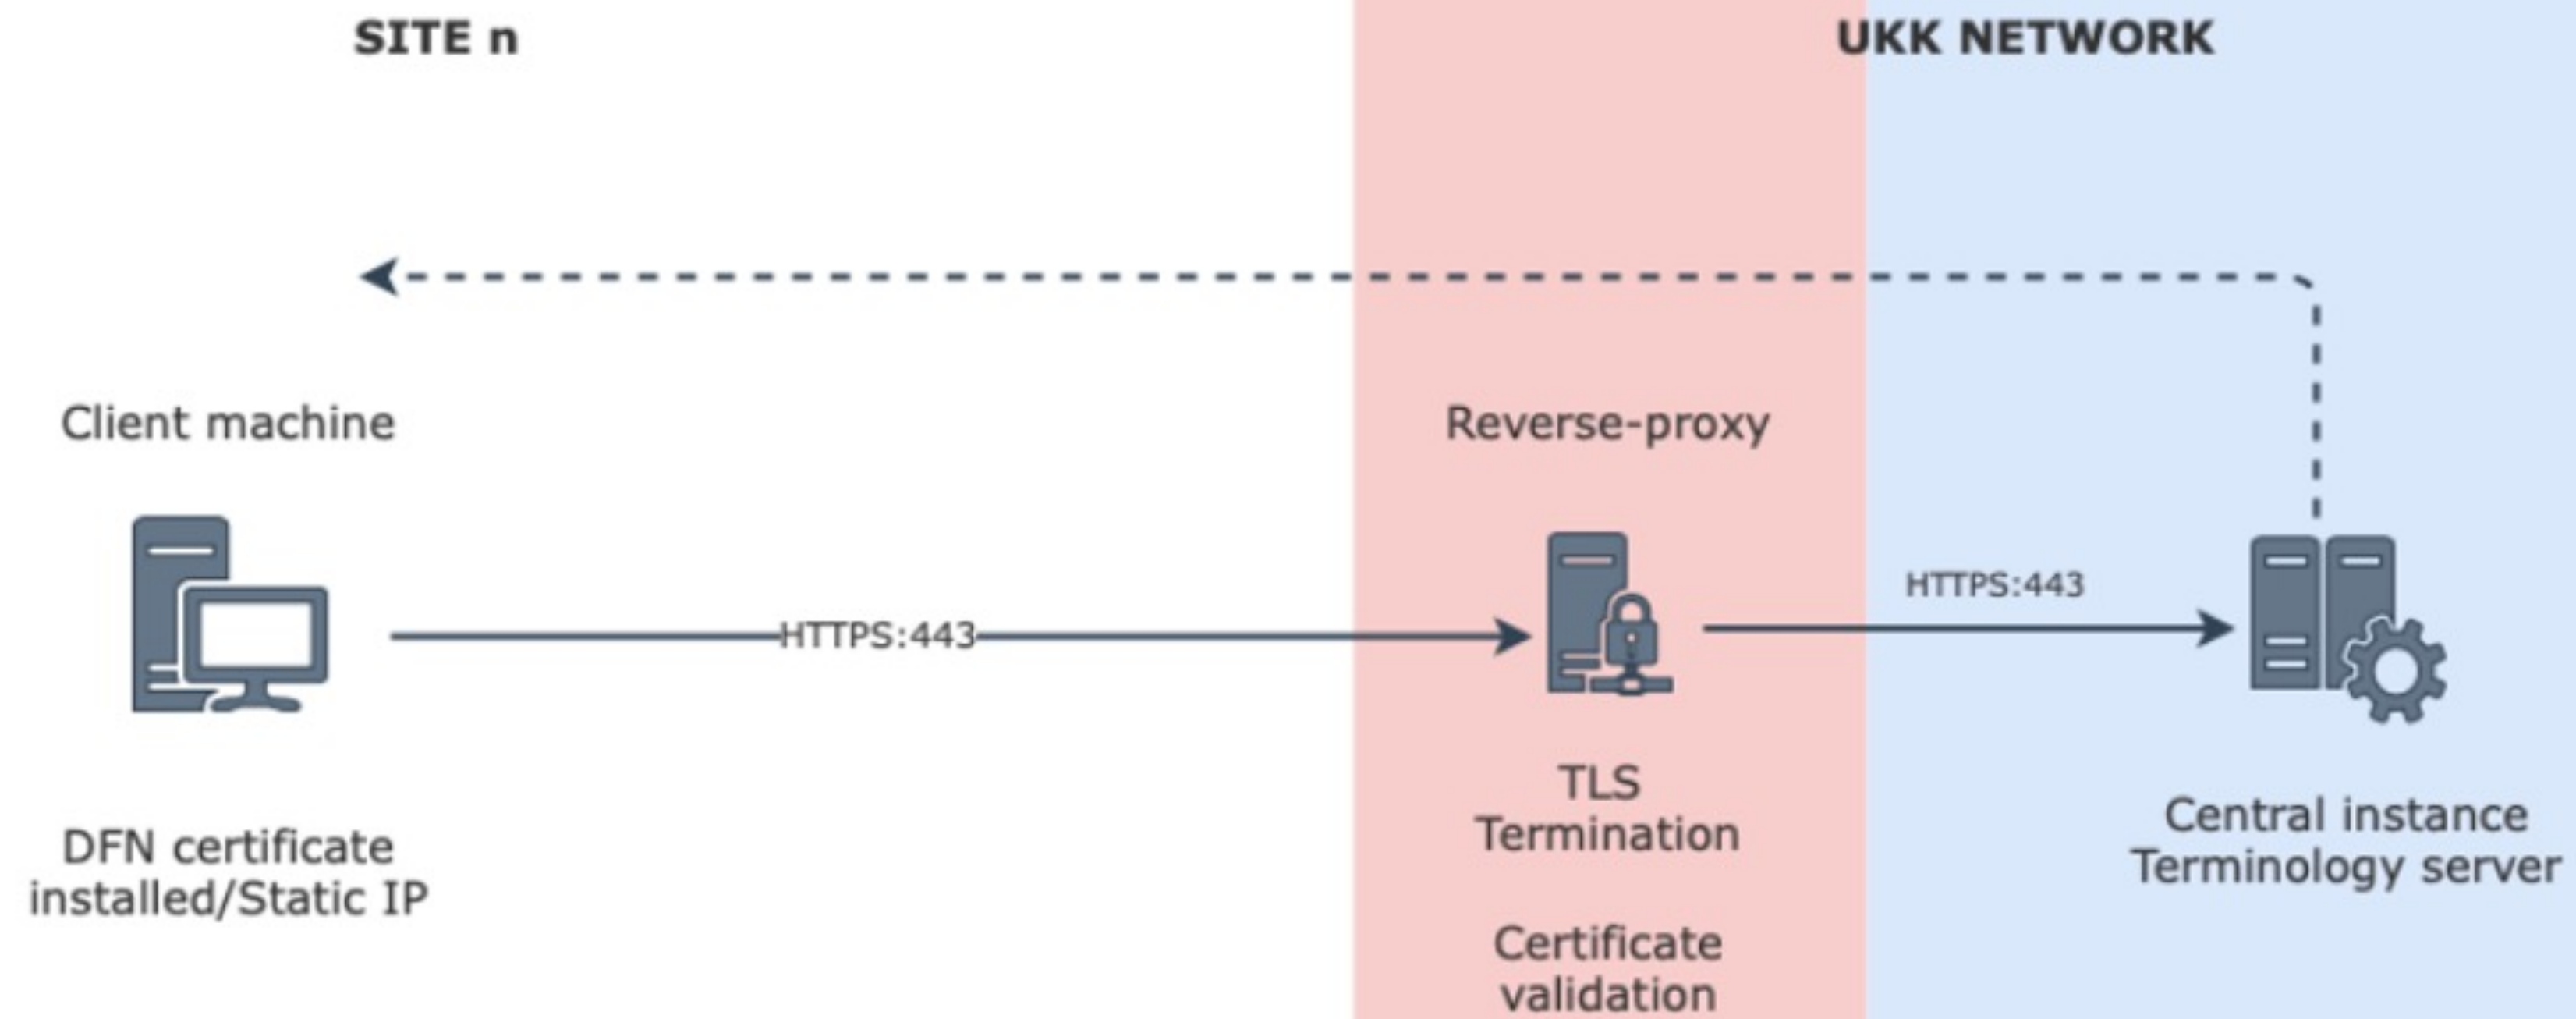 SITE n
UKK NETWORK
Client machine
Reverse-proxy
HTTPS:443
HTTPS:443
DFN certificate
installed/Static IP
TLS
Termination
Certificate
validation
Central instance
Terminology server